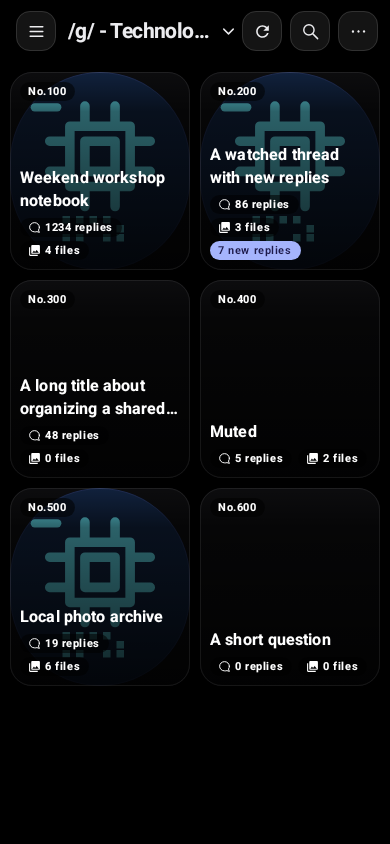 /g/ - Technolo...
No.100
Weekend workshop
notebook
1234 replies
4 files
No.200
A watched thread
with new replies
86 replies
3 files
7 new replies
No.300
A long title about
organizing a shared...
48 replies
0 files
No.400
Muted
5 replies 2 files
No.500
Local photo archive
19 replies
6 files
No.600
A short question
0 replies 0 files